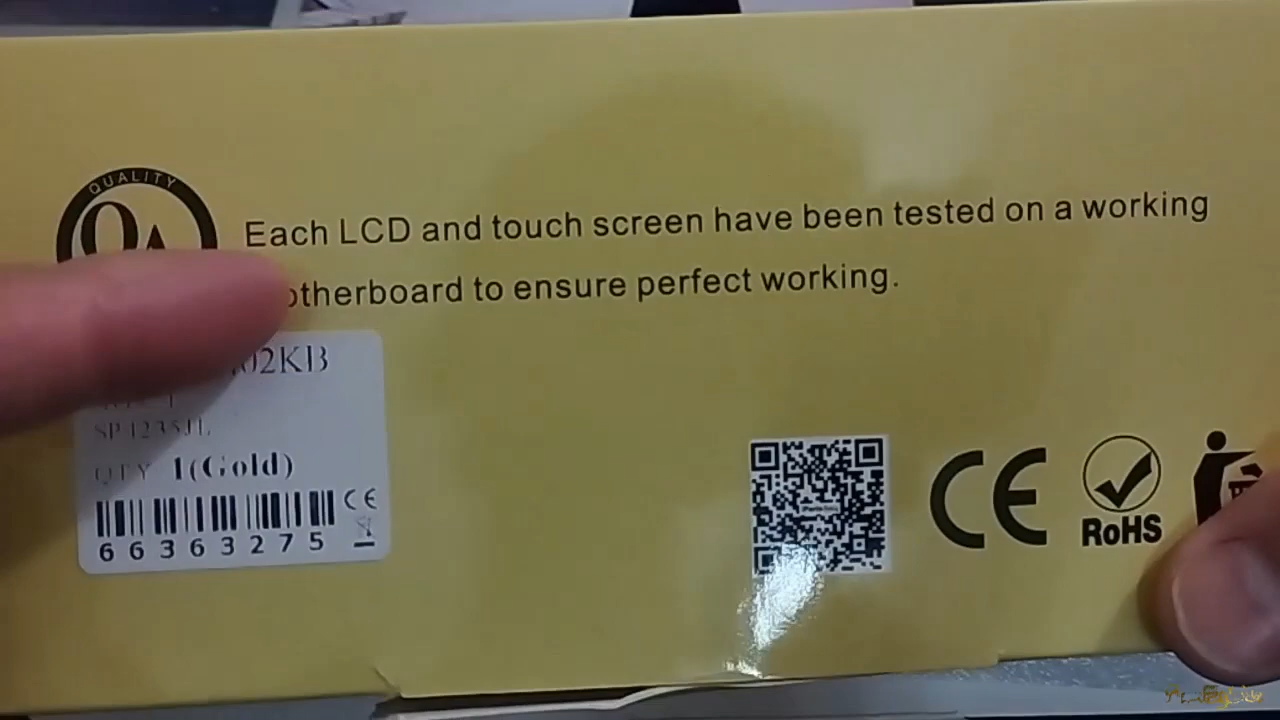 QUALITY
QA
Each LCD and touch screen have been tested on a working
otherboard to ensure perfect working.
02KB
SP1235JL
QTY 1(Gold)
CE
66363275
CE
RoHS